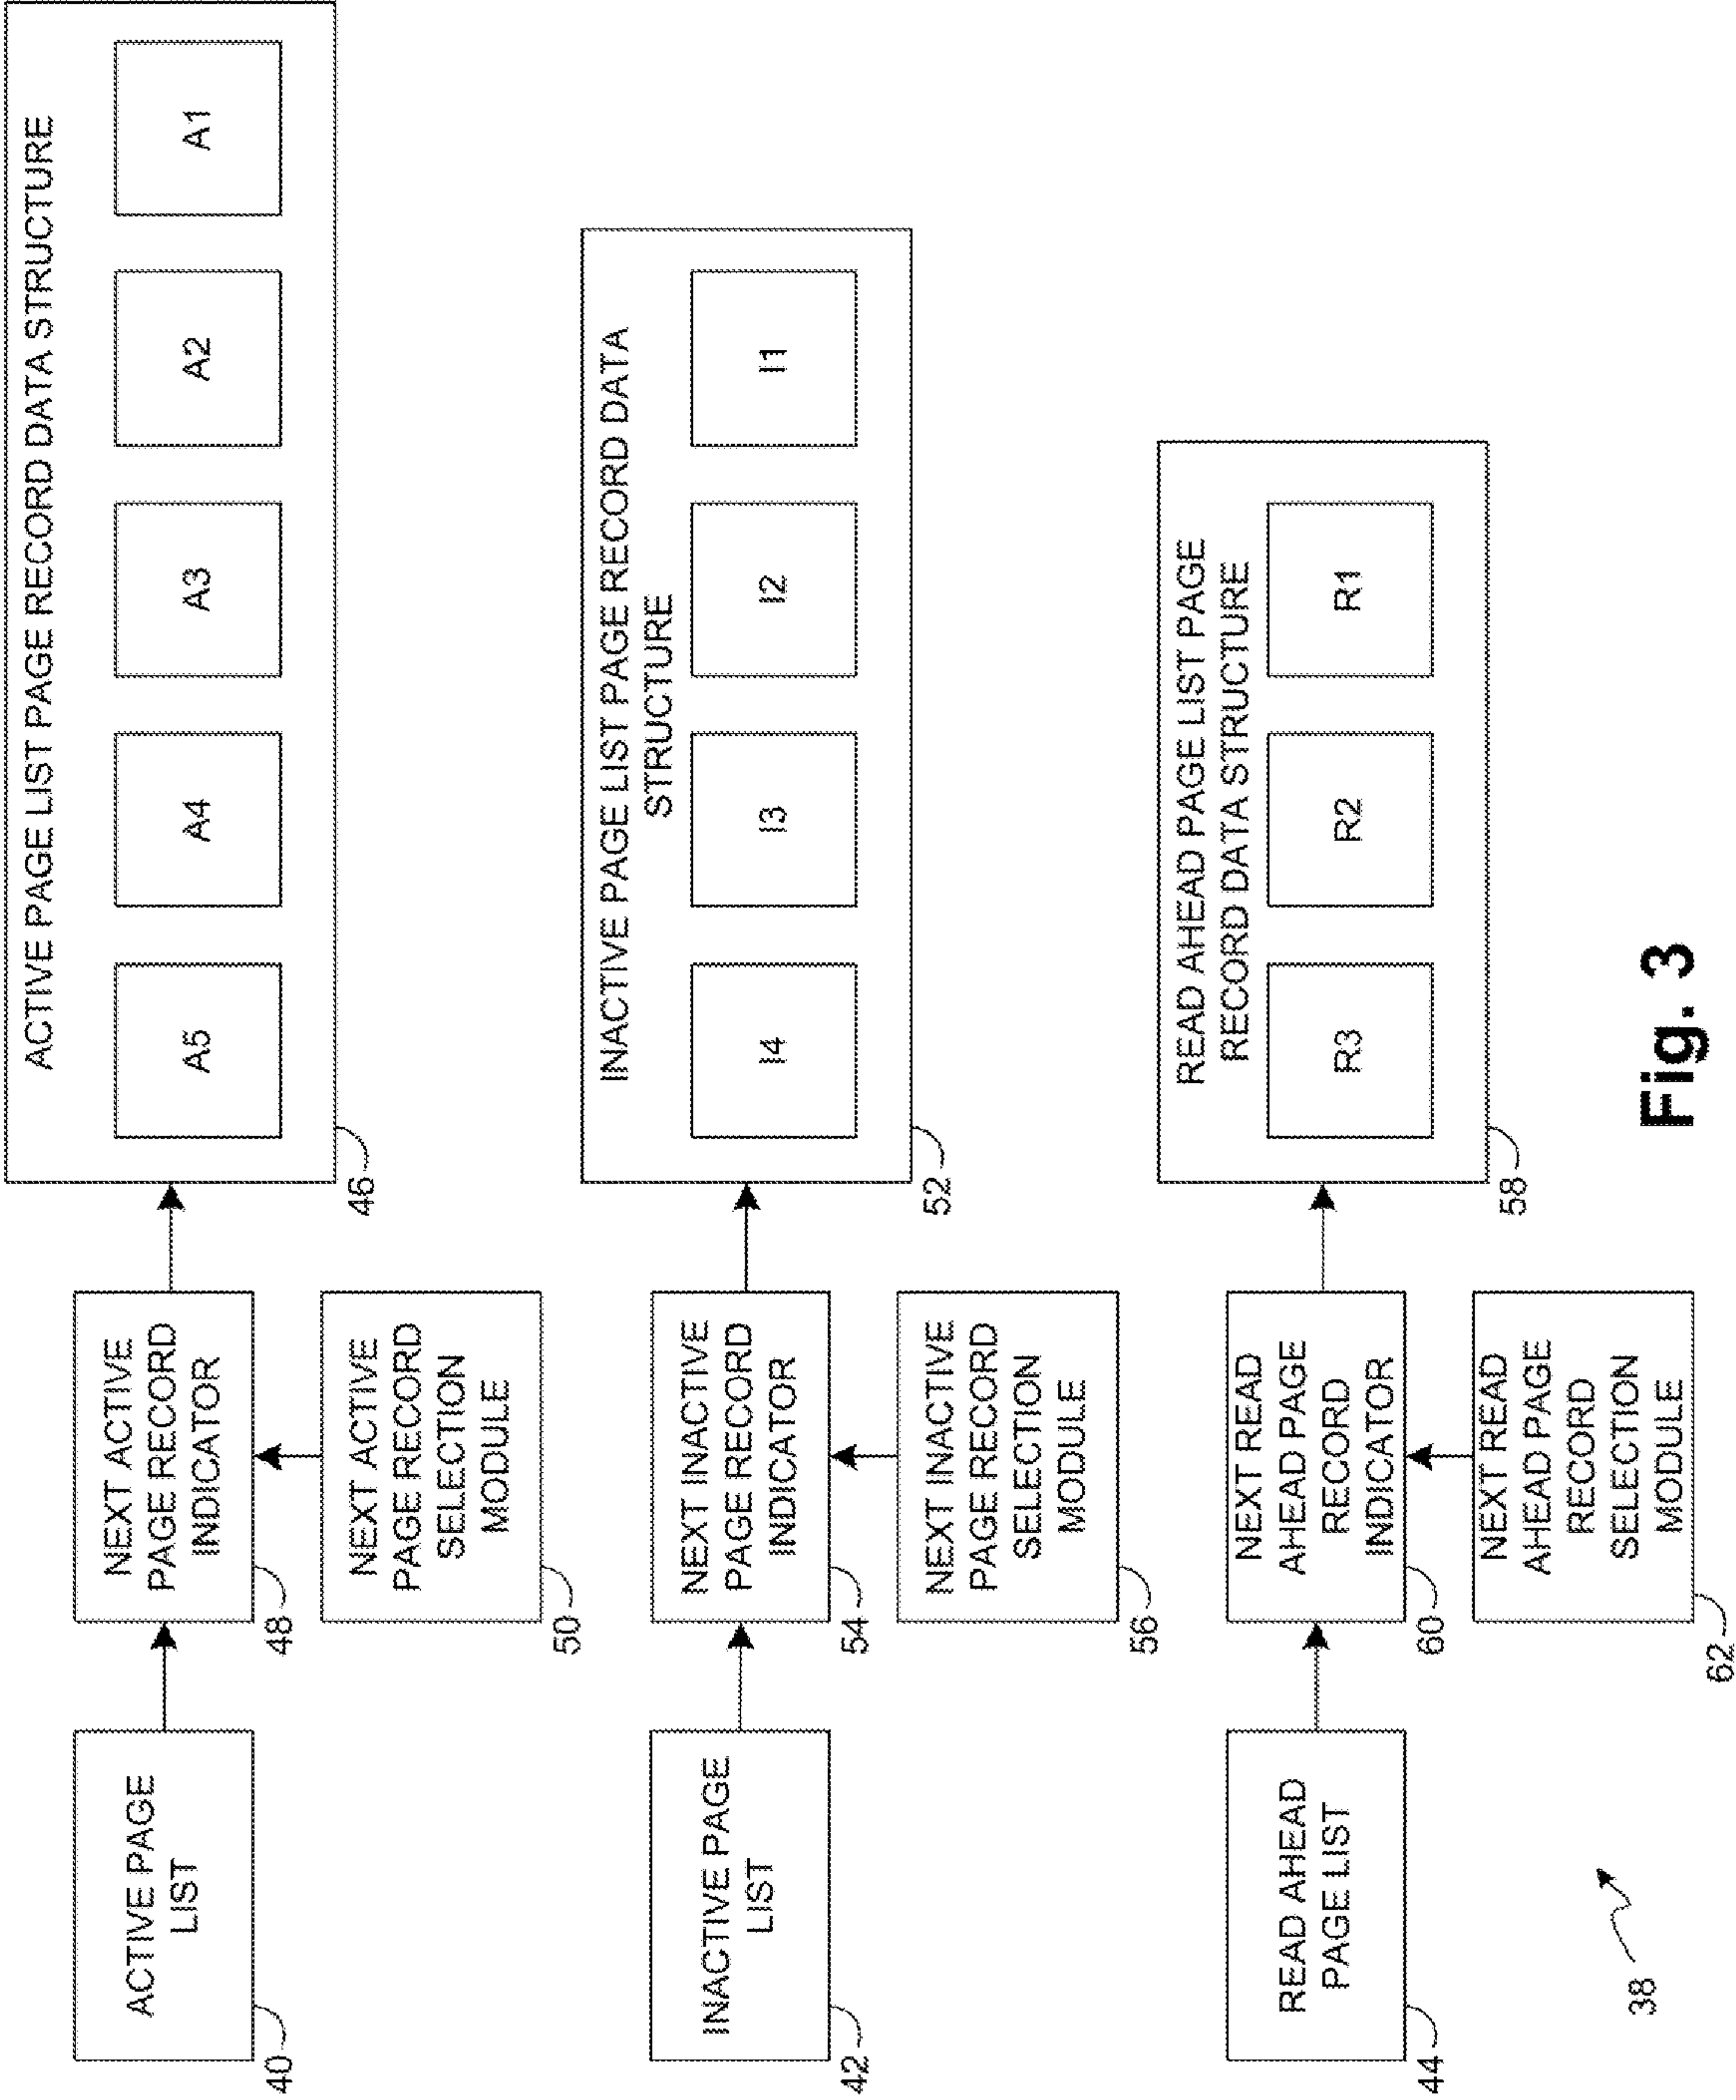 ACTIVE PAGE
LIST
40
NEXT ACTIVE
PAGE RECORD
INDICATOR
48
NEXT ACTIVE
PAGE RECORD
SELECTION
MODULE
50
ACTIVE PAGE LIST PAGE RECORD DATA STRUCTURE
A5
A4
A3
A2
A1
46
INACTIVE PAGE
LIST
42
NEXT INACTIVE
PAGE RECORD
INDICATOR
54
NEXT INACTIVE
PAGE RECORD
SELECTION
MODULE
56
INACTIVE PAGE LIST PAGE RECORD DATA
STRUCTURE
I4
I3
I2
I1
52
READ AHEAD
PAGE LIST
44
NEXT READ
AHEAD PAGE
RECORD
INDICATOR
60
NEXT READ
AHEAD PAGE
RECORD
SELECTION
MODULE
62
READ AHEAD PAGE LIST PAGE
RECORD DATA STRUCTURE
R3
R2
R1
58
38
Fig. 3